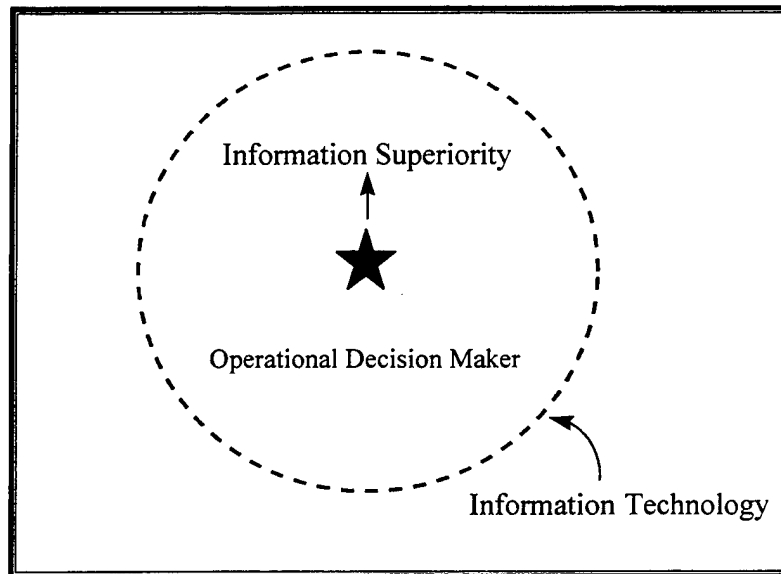 Information Superiority
Operational Decision Maker
Information Technology